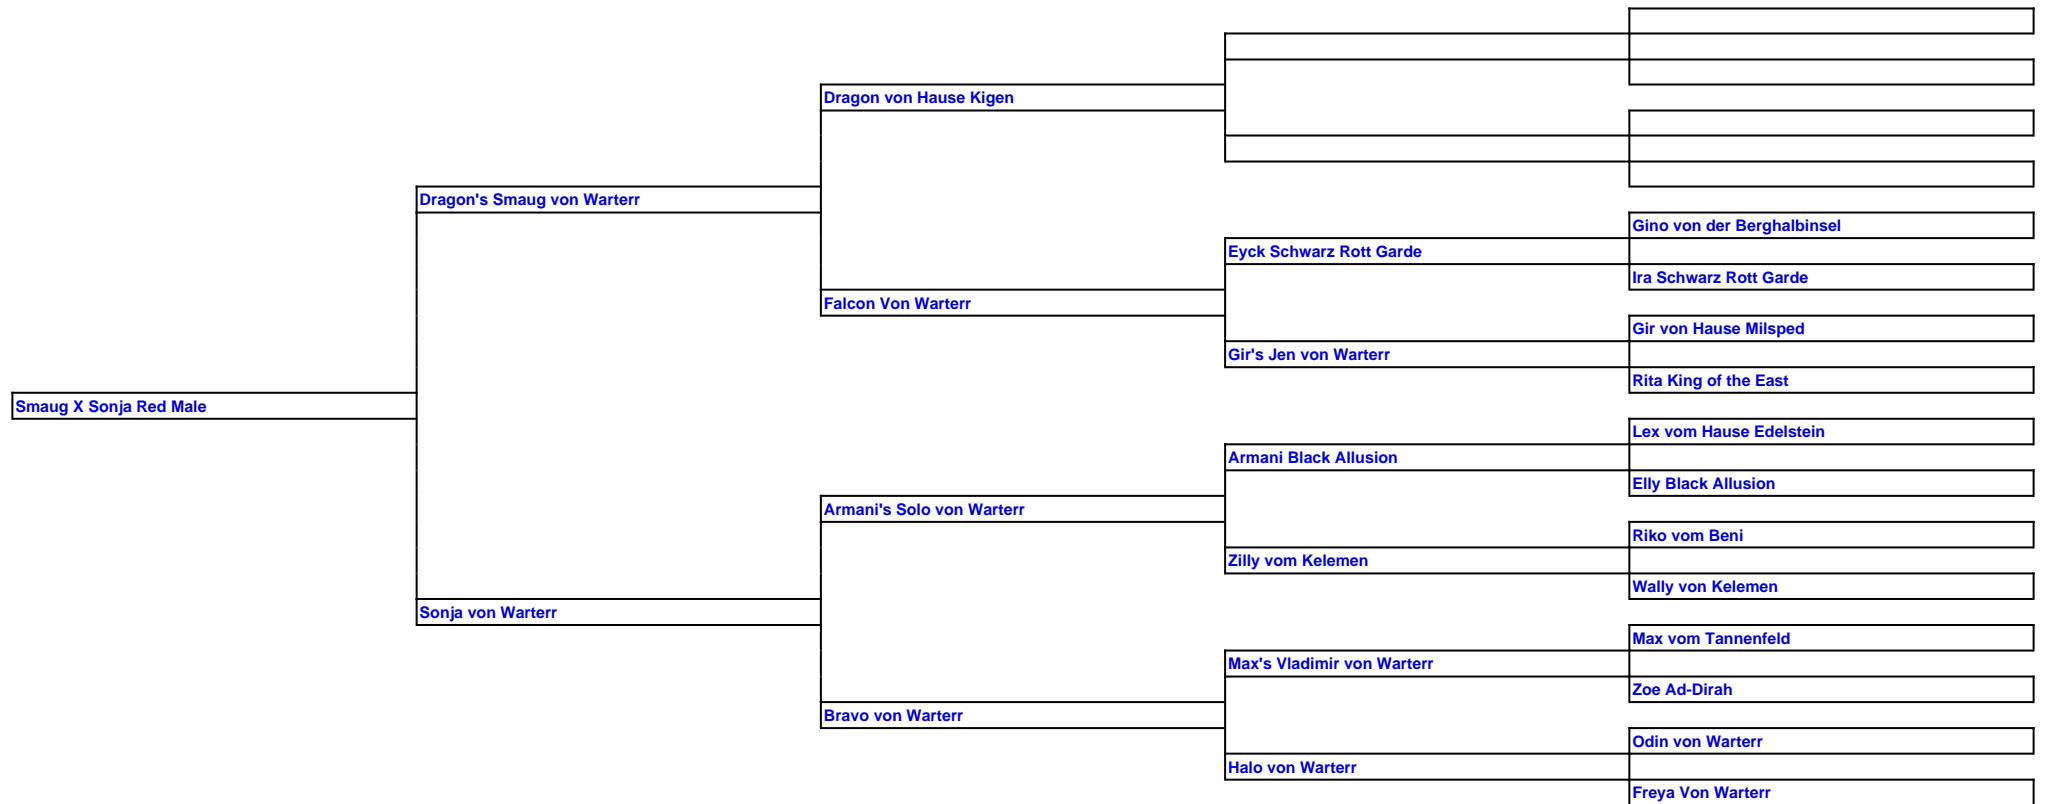 Dragon von Hause Kigen
Dragon's Smaug von Warterr
Gino von der Berghalbinsel
Eyck Schwarz Rott Garde
Ira Schwarz Rott Garde
Falcon Von Warterr
Gir von Hause Milsped
Gir's Jen von Warterr
Rita King of the East
Smaug X Sonja Red Male
Lex vom Hause Edelstein
Armani Black Allusion
Elly Black Allusion
Armani's Solo von Warterr
Riko vom Beni
Zilly vom Kelemen
Wally von Kelemen
Sonja von Warterr
Max vom Tannenfeld
Max's Vladimir von Warterr
Zoe Ad-Dirah
Bravo von Warterr
Odin von Warterr
Halo von Warterr
Freya Von Warterr